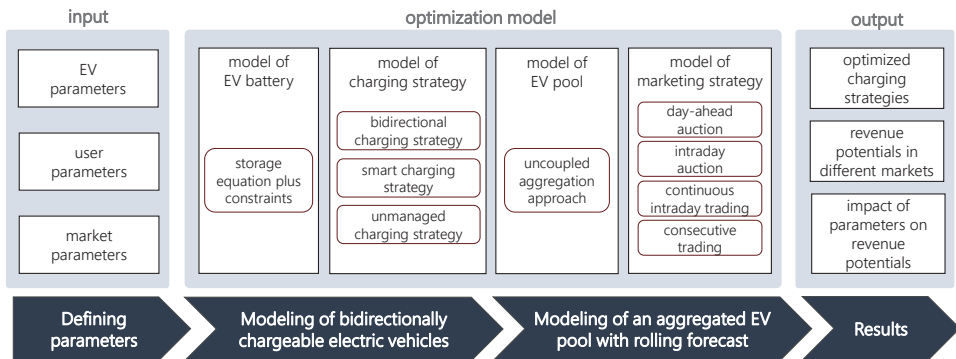 input
optimization model
output
EV
parameters
user
parameters
market
parameters
model of
EV battery
storage
equation plus
constraints
model of
charging strategy
bidirectional
charging strategy
smart charging
strategy
unmanaged
charging strategy
model of
EV pool
uncoupled
aggregation
approach
model of
marketing strategy
day-ahead
auction
intraday
auction
continuous
intraday trading
consecutive
trading
optimized
charging
strategies
revenue
potentials in
different markets
impact of
parameters on
revenue
potentials
Defining
parameters
Modeling of bidirectionally
chargeable electric vehicles
Modeling of an aggregated EV
pool with rolling forecast
Results